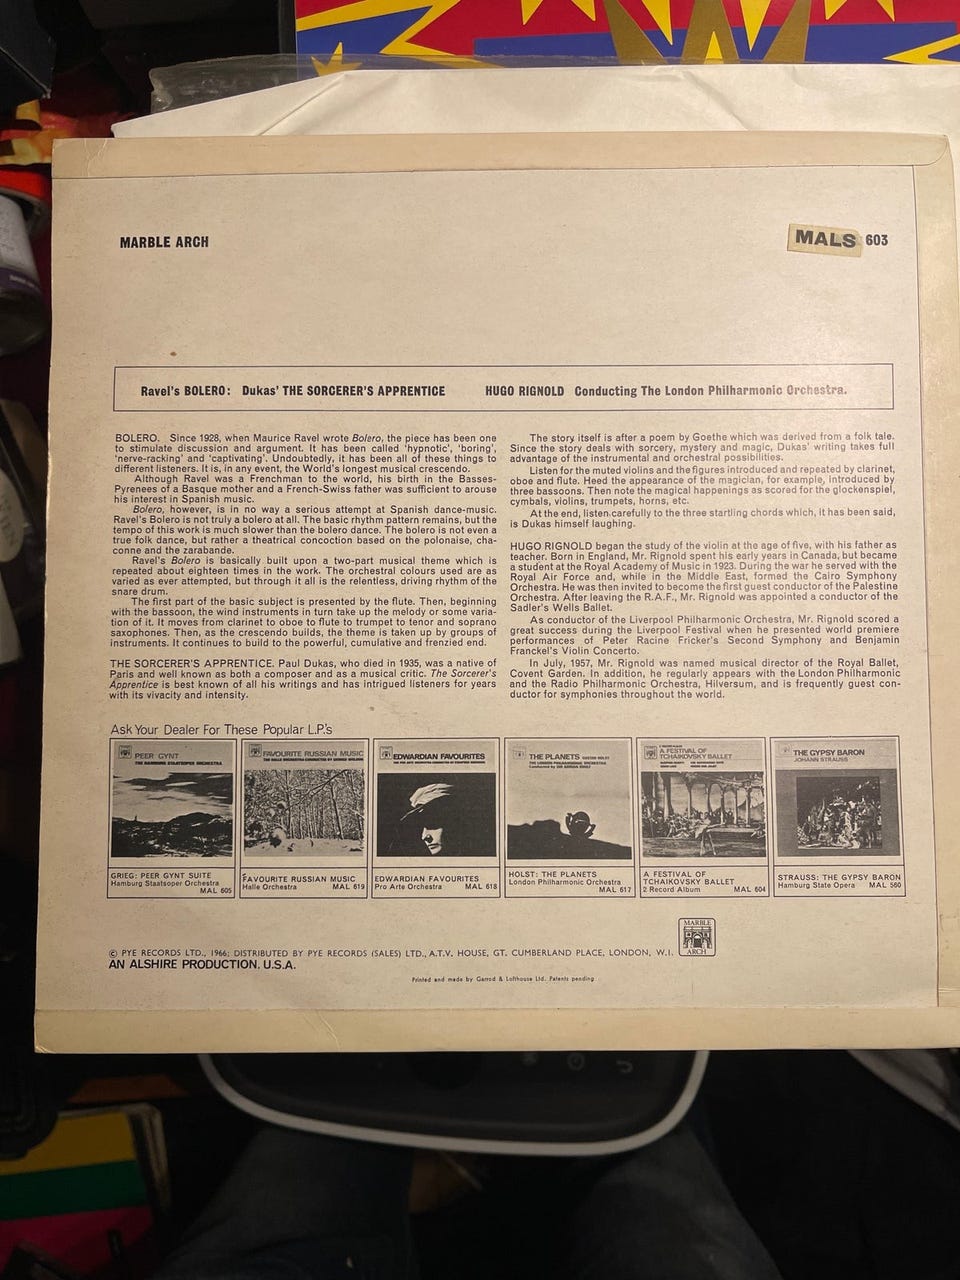 MARBLE ARCH
MALS 603
Ravel's BOLERO: Dukas' THE SORCERER'S APPRENTICE HUGO RIGNOLD Conducting The London Philharmonic Orchestra.
BOLERO. Since 1928, when Maurice Ravel wrote Bolero, the piece has been one
to stimulate discussion and argument. It has been called 'hypnotic', 'boring',
'nerve-racking' and 'captivating'. Undoubtedly, it has been all of these things to
different listeners. It is, in any event, the World's longest musical crescendo.
Although Ravel was a Frenchman to the world, his birth in the Basses-
Pyrenees of a Basque mother and a French-Swiss father was sufficient to arouse
his interest in Spanish music.
Bolero, however, is in no way a serious attempt at Spanish dance-music.
Ravel's Bolero is not truly a bolero at all. The basic rhythm pattern remains, but the
tempo of this work is much slower than the bolero dance. The bolero is not even a
true folk dance, but rather a theatrical concoction based on the polonaise, cha-
conne and the zarabande.
Ravel's Bolero is basically built upon a two-part musical theme which is
repeated about eighteen times in the work. The orchestral colours used are as
varied as ever attempted, but through it all is the relentless, driving rhythm of the
snare drum.
The first part of the basic subject is presented by the flute. Then, beginning
with the bassoon, the wind instruments in turn take up the melody or some varia-
tion of it. It moves from clarinet to oboe to flute to trumpet to tenor and soprano
saxophones. Then, as the crescendo builds, the theme is taken up by groups of
instruments. It continues to build to the powerful, cumulative and frenzied end.
THE SORCERER'S APPRENTICE. Paul Dukas, who died in 1935, was a native of
Paris and well known as both a composer and as a musical critic. The Sorcerer's
Apprentice is best known of all his writings and has intrigued listeners for years
with its vivacity and intensity.
The story itself is after a poem by Goethe which was derived from a folk tale.
Since the story deals with sorcery, mystery and magic, Dukas' writing takes full
advantage of the instrumental and orchestral possibilities.
Listen for the muted violins and the figures introduced and repeated by clarinet,
oboe and flute. Heed the appearance of the magician, for example, introduced by
three bassoons. Then note the magical happenings as scored for the glockenspiel,
cymbals, violins, trumpets, horns, etc.
At the end, listen carefully to the three startling chords which, it has been said,
is Dukas himself laughing.
HUGO RIGNOLD began the study of the violin at the age of five, with his father as
teacher. Born in England, Mr. Rignold spent his early years in Canada, but became
a student at the Royal Academy of Music in 1923. During the war he served with the
Royal Air Force and, while in the Middle East, formed the Cairo Symphony
Orchestra. He was then invited to become the first guest conductor of the Palestine
Orchestra. After leaving the R.A.F., Mr. Rignold was appointed a conductor of the
Sadler's Wells Ballet.
As conductor of the Liverpool Philharmonic Orchestra, Mr. Rignold scored a
great success during the Liverpool Festival when he presented world premiere
performances of Peter Racine Fricker's Second Symphony and Benjamin
Franckel's Violin Concerto.
In July, 1957, Mr. Rignold was named musical director of the Royal Ballet,
Covent Garden. In addition, he regularly appears with the London Philharmonic
and the Radio Philharmonic Orchestra, Hilversum, and is frequently guest con-
ductor for symphonies throughout the world.
Ask Your Dealer For These Popular L.P.'s
PEER GYNT
THE HAMBURG STAATSOPER ORCHESTRA
FAVOURITE RUSSIAN MUSIC
THE HALLE ORCHESTRA CONDUCTED BY GEORGE WELDON
EDWARDIAN FAVOURITES
THE PLANETS GUSTAV HOLST
THE LONDON PHILHARMONIC ORCHESTRA
Conducted by SIR ADRIAN BOULT
A FESTIVAL OF
TCHAIKOVSKY BALLET
THE GYPSY BARON
JOHANN STRAUSS
GRIEG: PEER GYNT SUITE
Hamburg Staatsoper Orchestra
MAL 605
FAVOURITE RUSSIAN MUSIC
Halle Orchestra MAL 619
EDWARDIAN FAVOURITES
Pro Arte Orchestra MAL 618
HOLST: THE PLANETS
London Philharmonic Orchestra
MAL 617
A FESTIVAL OF
TCHAIKOVSKY BALLET
2 Record Album MAL 604
STRAUSS: THE GYPSY BARON
Hamburg State Opera MAL 560
© PYE RECORDS LTD., 1966; DISTRIBUTED BY PYE RECORDS (SALES) LTD., A.T.V. HOUSE, GT. CUMBERLAND PLACE, LONDON, W.I.
AN ALSHIRE PRODUCTION. U.S.A.
MARBLE
ARCH
Printed and made by Garrod & Lofthouse Ltd. Patents pending